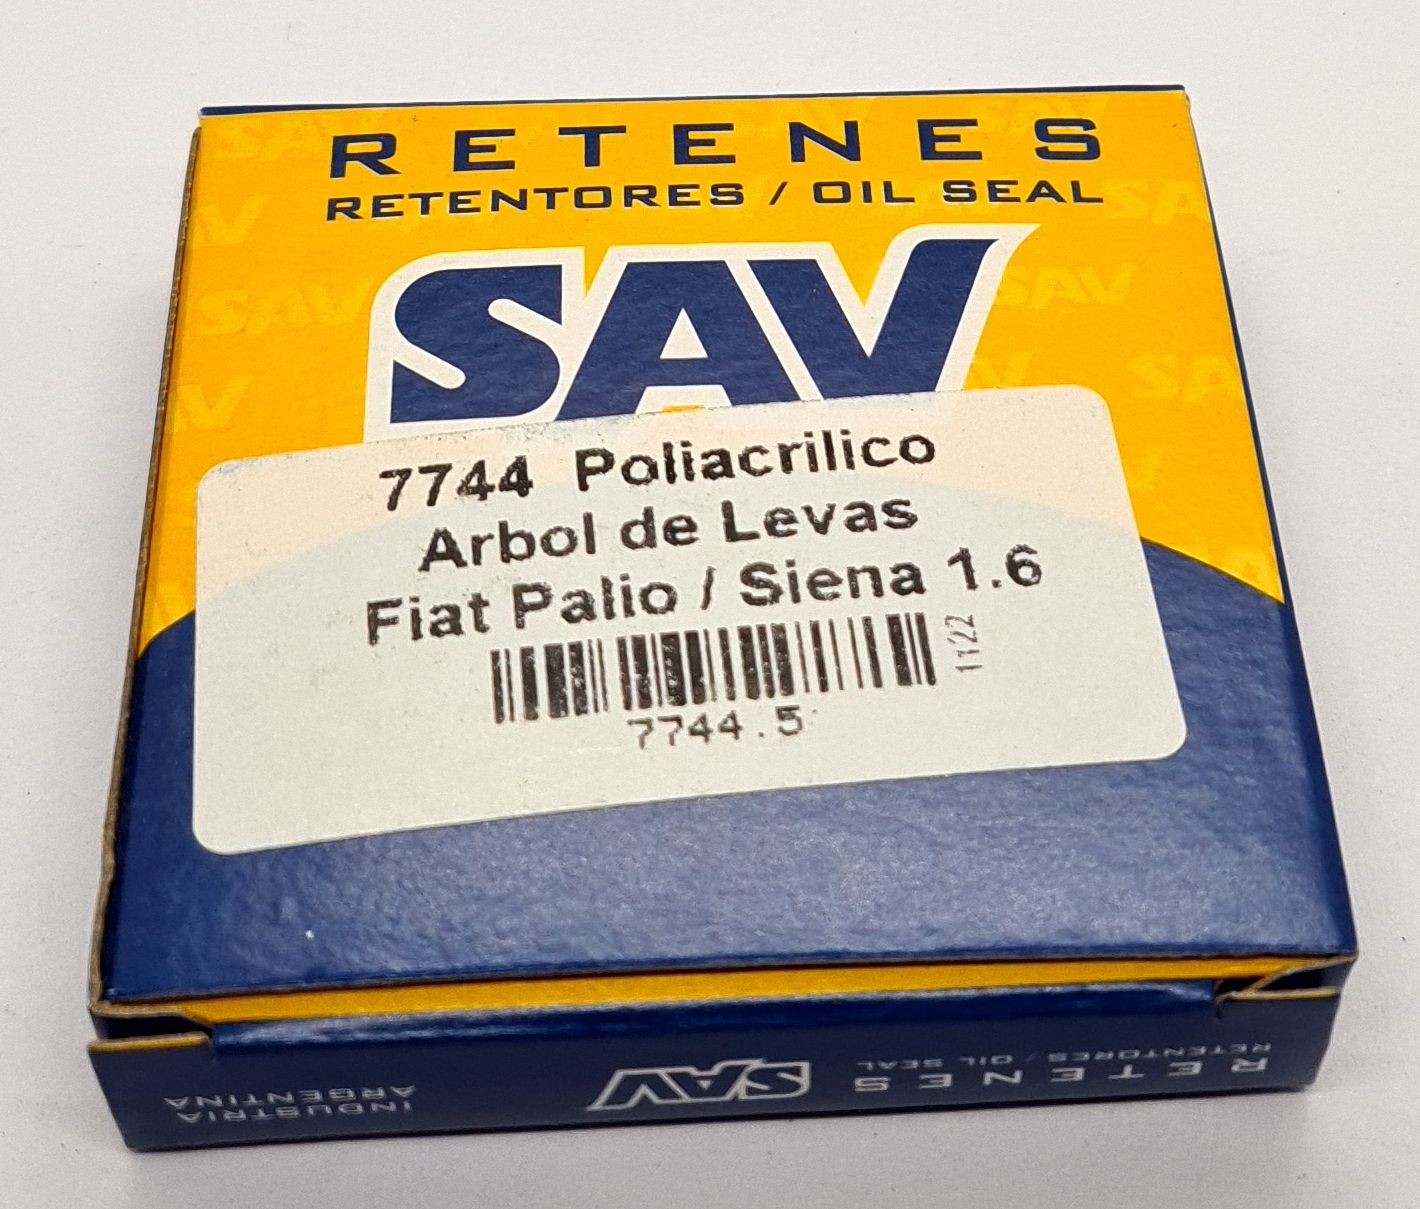 RETENES
RETENTORES / OIL SEAL
SAV
7744 Poliacrilico
Arbol de Levas
Fiat Palio / Siena 1.6
1122
7744.5
RETENES
RETENTORES / OIL SEAL
SAV
INDUSTRIA
ARGENTINA